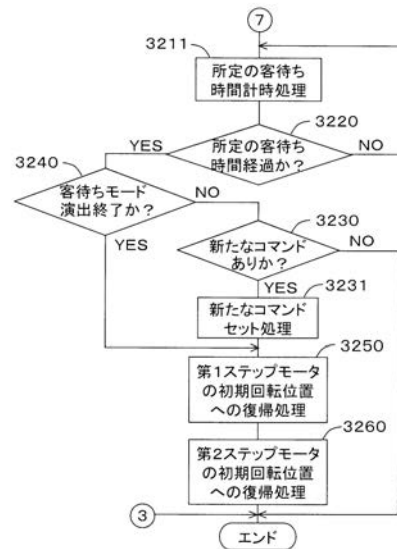 7
3211
所定の客待ち
時間計時処理
3220
YES
所定の客待ち
時間経過か?
NO
3240
客待ちモード
演出終了か?
NO
YES
3230
新たなコマンド
ありか?
NO
YES
3231
新たなコマンド
セット処理
3250
第1ステップモータ
の初期回転位置
への復帰処理
3260
第2ステップモータ
の初期回転位置
への復帰処理
3
エンド